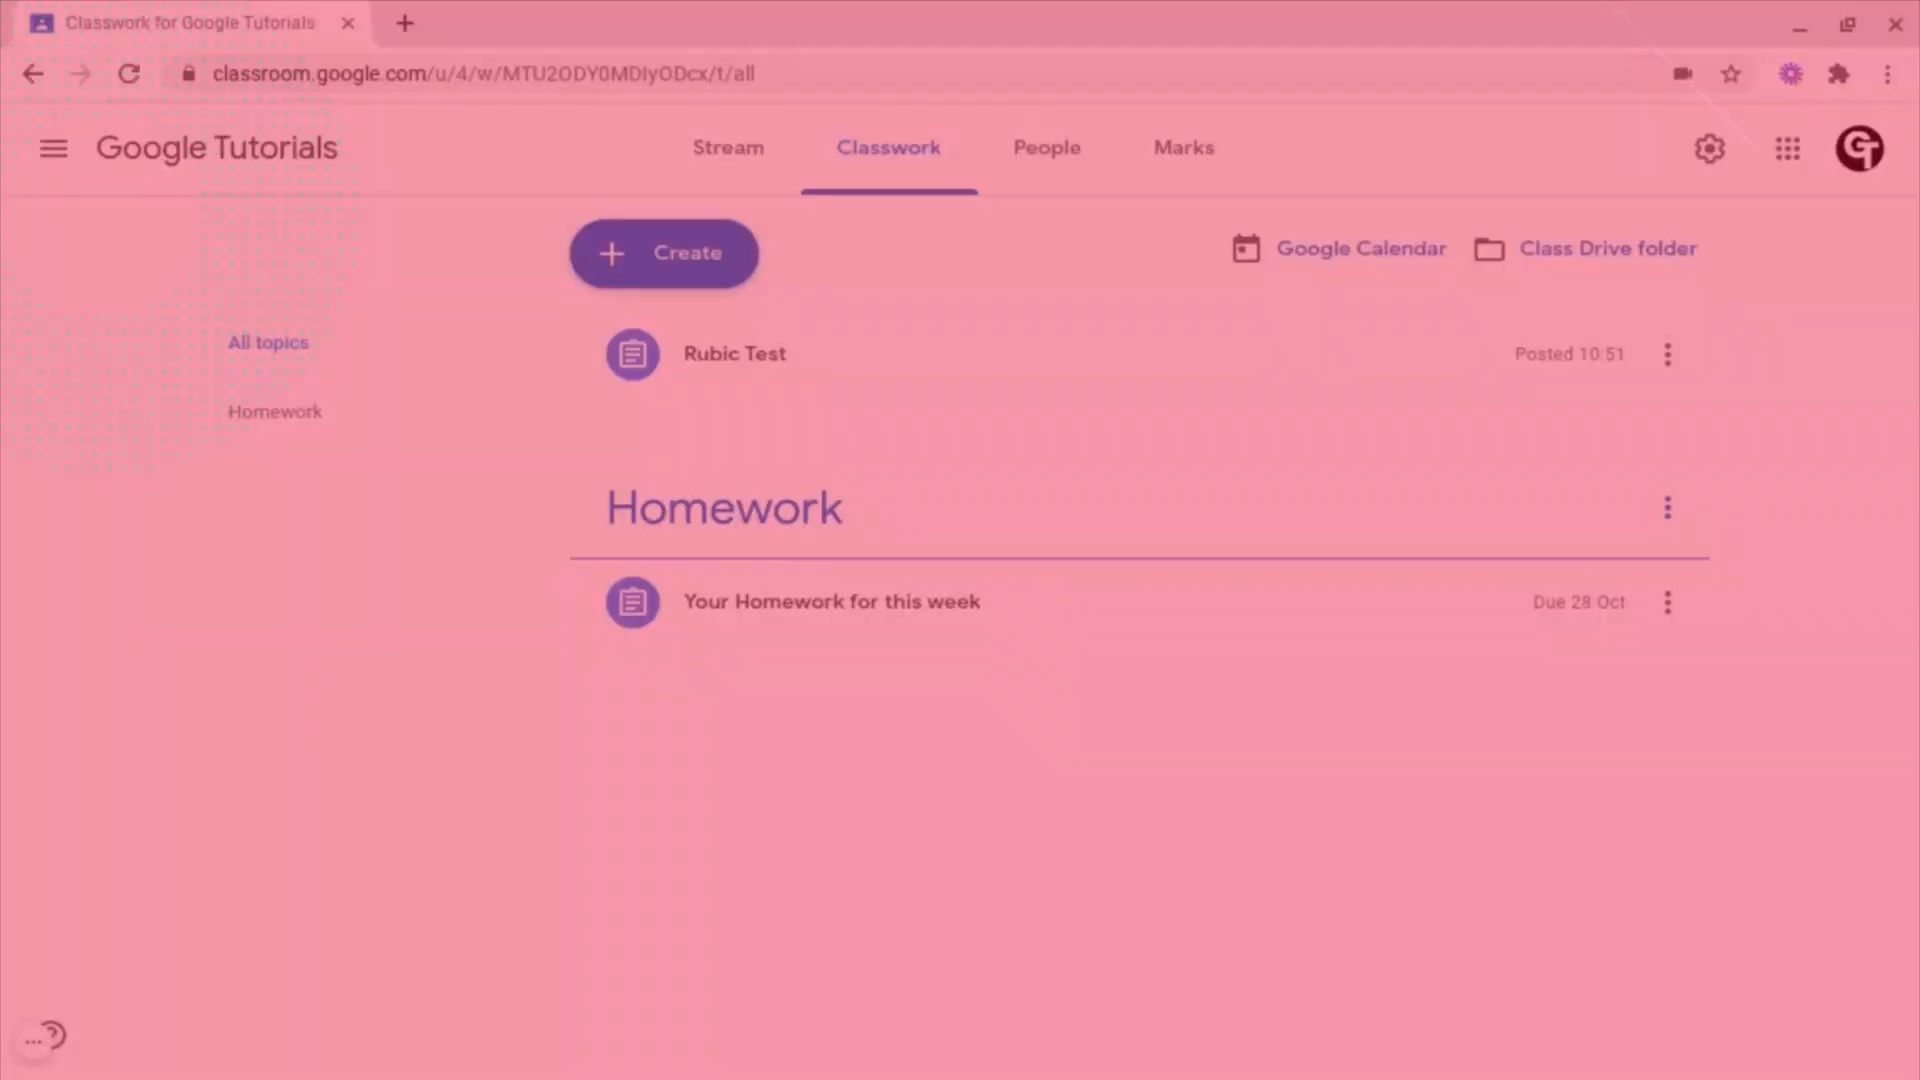 Classwork for Google Tutorials
classroom.google.com/u/4/w/MTU2ODY0MDIyODcx/t/all
Google Tutorials
Stream
Classwork
People
Marks
Create
Google Calendar
Class Drive folder
All topics
Homework
Rubic Test
Posted 10:51
Homework
Your Homework for this week
Due 28 Oct